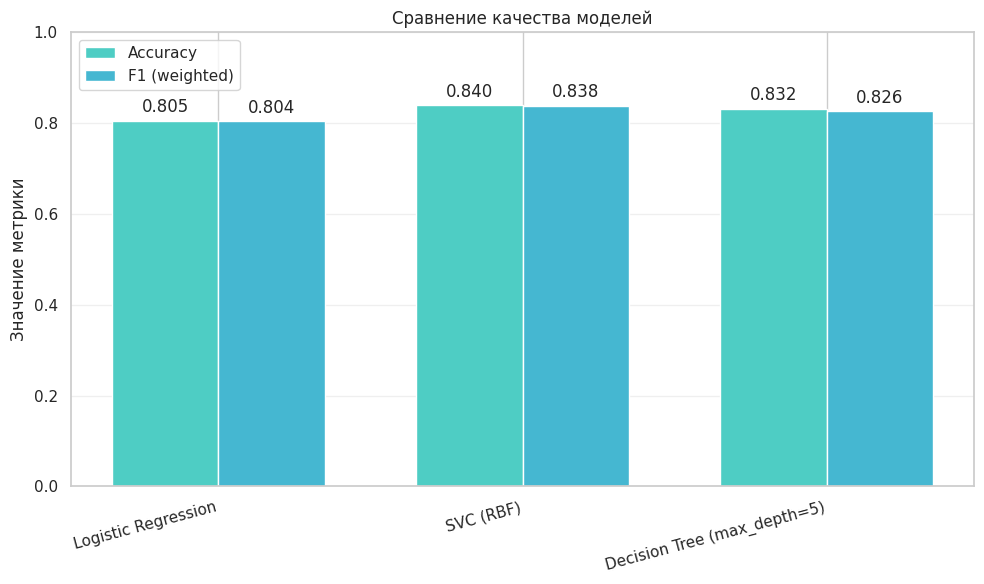 Сравнение качества моделей
Accuracy
F1 (weighted)
Значение метрики
1.0
0.8
0.6
0.4
0.2
0.0
0.805
0.804
0.840
0.838
0.832
0.826
Logistic Regression
SVC (RBF)
Decision Tree (max_depth=5)